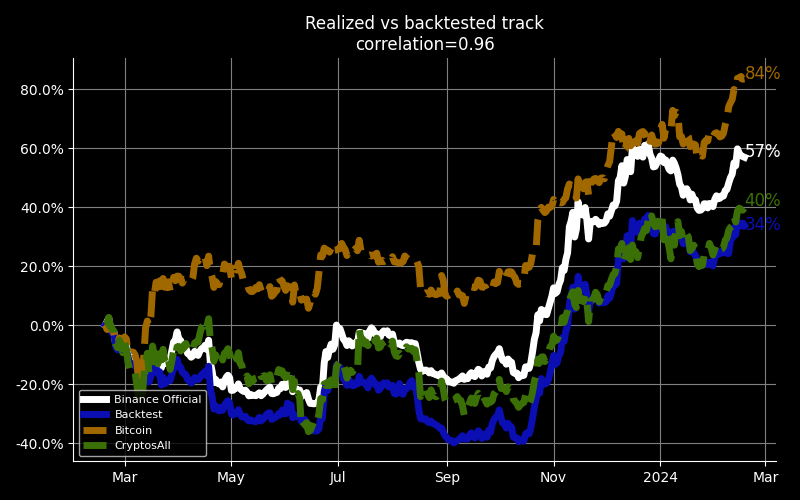 Realized vs backtested track
correlation=0.96
84%
80.0%
60.0%
57%
40.0%
40%
34%
20.0%
0.0%
-20.0%
-40.0%
Binance Official
Backtest
Bitcoin
CryptosAll
Mar
May
Jul
Sep
Nov
2024
Mar